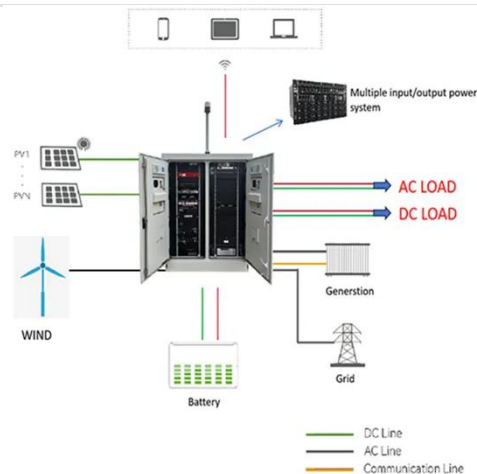 Multiple input/output power
system
PV1
PVN
AC LOAD
DC LOAD
Generstion
WIND
Grid
Battery
DC Line
AC Line
Communication Line